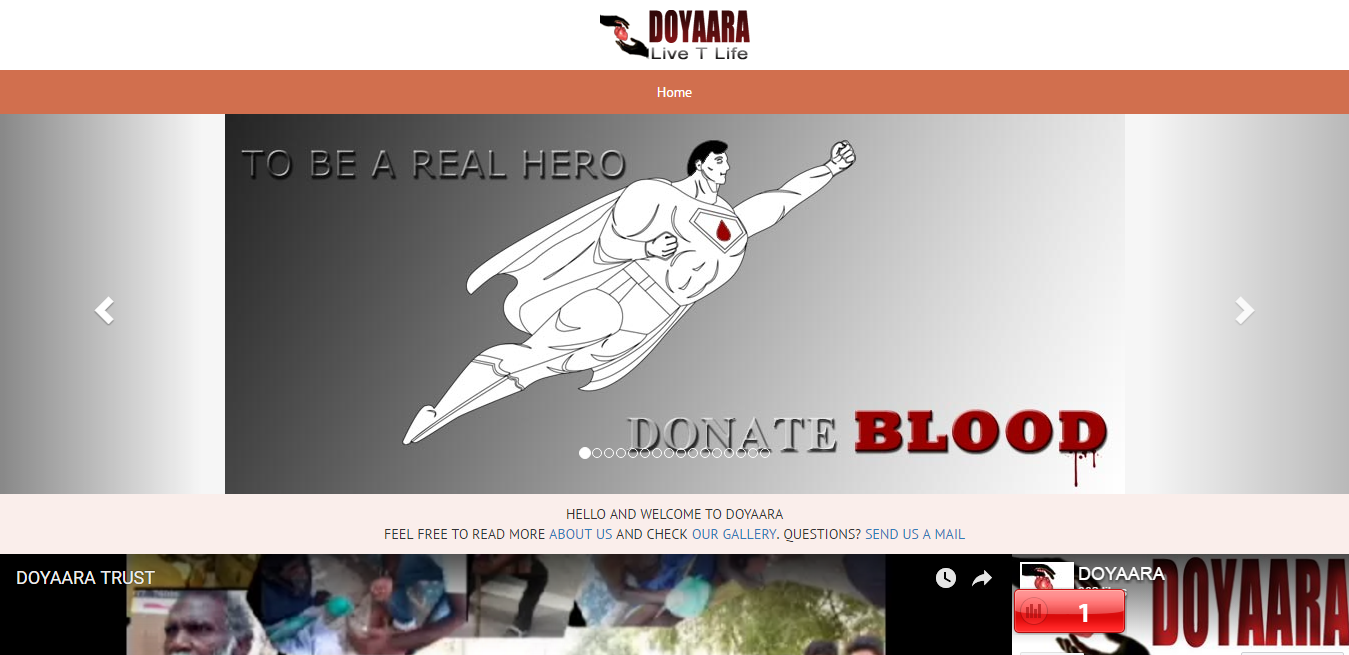 DOYAARA
Live T Life
Home
TO BE A REAL HERO
DONATE BLOOD
HELLO AND WELCOME TO DOYAARA
FEEL FREE TO READ MORE ABOUT US AND CHECK OUR GALLERY. QUESTIONS? SEND US A MAIL
DOYAARA TRUST
DOYAARA
1
DOYAARA